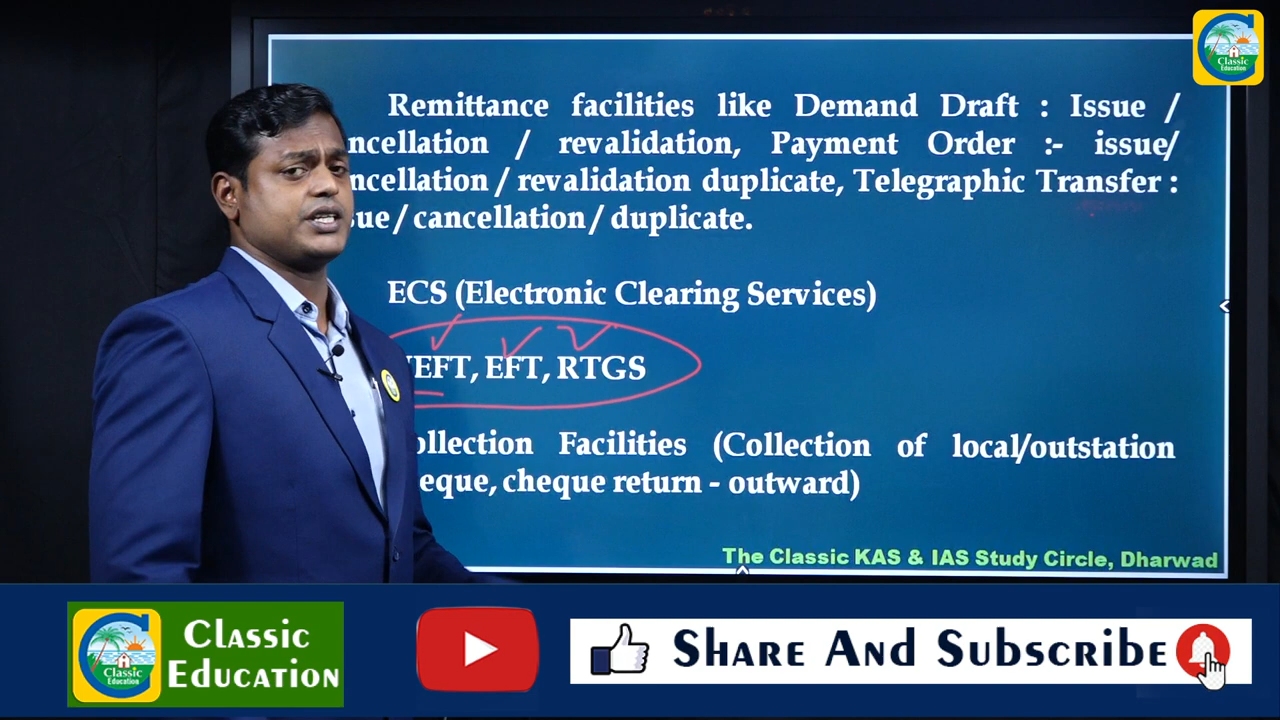 Classic
Education
Remittance facilities like Demand Draft : Issue /
ncellation / revalidation, Payment Order :- issue/
ncellation / revalidation duplicate, Telegraphic Transfer :
sue / cancellation / duplicate.
ECS (Electronic Clearing Services)
EFT, EFT, RTGS
ollection Facilities (Collection of local/outstation
eque, cheque return - outward)
The Classic KAS & IAS Study Circle, Dharwad
Classic
Education
Classic
Education
Share And Subscribe